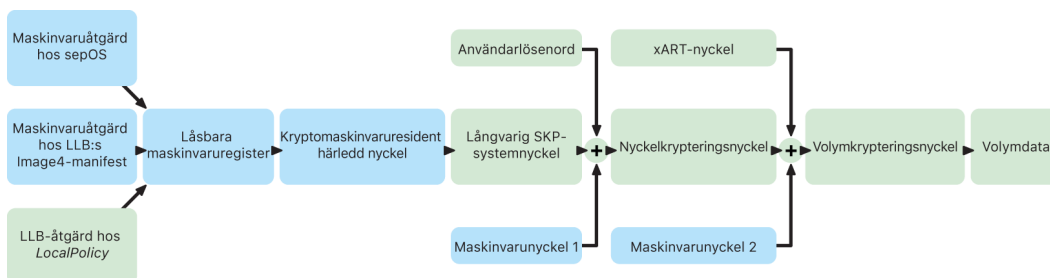 Maskinvaruåtgärd
hos sepOS
Användarlösenord
xART-nyckel
Maskinvaruåtgärd
hos LLB:s
Image4-manifest
Låsbara
maskinvaruregister
Kryptomaskinvaruresident
härledd nyckel
Långvarig SKP-
systemnyckel
+
Nyckelkrypteringsnyckel
+
Volymkrypteringsnyckel
Volymdata
LLB-åtgärd hos
LocalPolicy
Maskinvarunyckel 1
Maskinvarunyckel 2